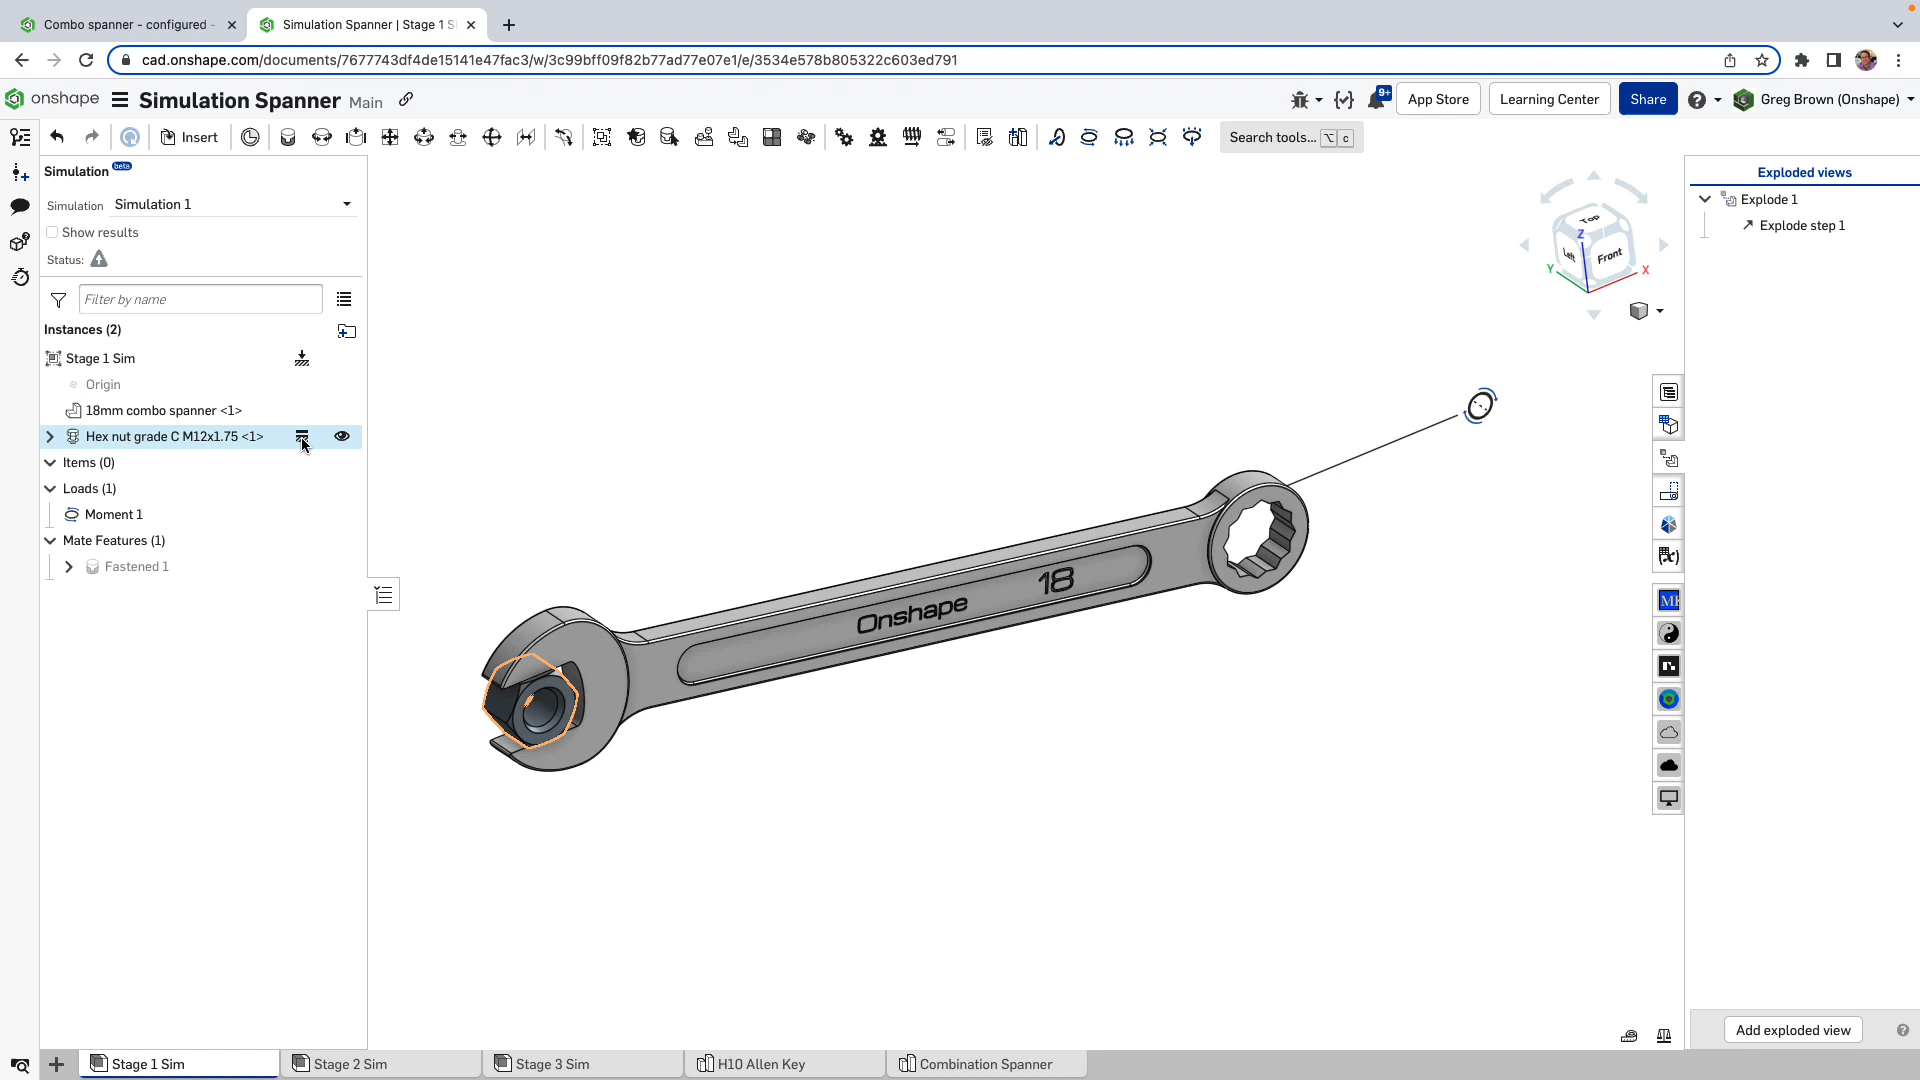 Combo spanner - configured -
Simulation Spanner | Stage 1 S
cad.onshape.com/documents/7677743df4de15141e47fac3/w/3c99bff09f82b77ad77e07e1/e/3534e578b805322c603ed791
onshape
Simulation Spanner Main
9+
App Store
Learning Center
Share
Greg Brown (Onshape)
Insert
Search tools... ⌥ c
Simulation beta
Simulation Simulation 1
Show results
Status:
Filter by name
Instances (2)
Stage 1 Sim
Origin
18mm combo spanner <1>
Hex nut grade C M12x1.75 <1>
Items (0)
Loads (1)
Moment 1
Mate Features (1)
Fastened 1
Onshape 18
Top
Left
Front
Z
Y
X
Exploded views
Explode 1
Explode step 1
(x)
Add exploded view
Stage 1 Sim
Stage 2 Sim
Stage 3 Sim
H10 Allen Key
Combination Spanner